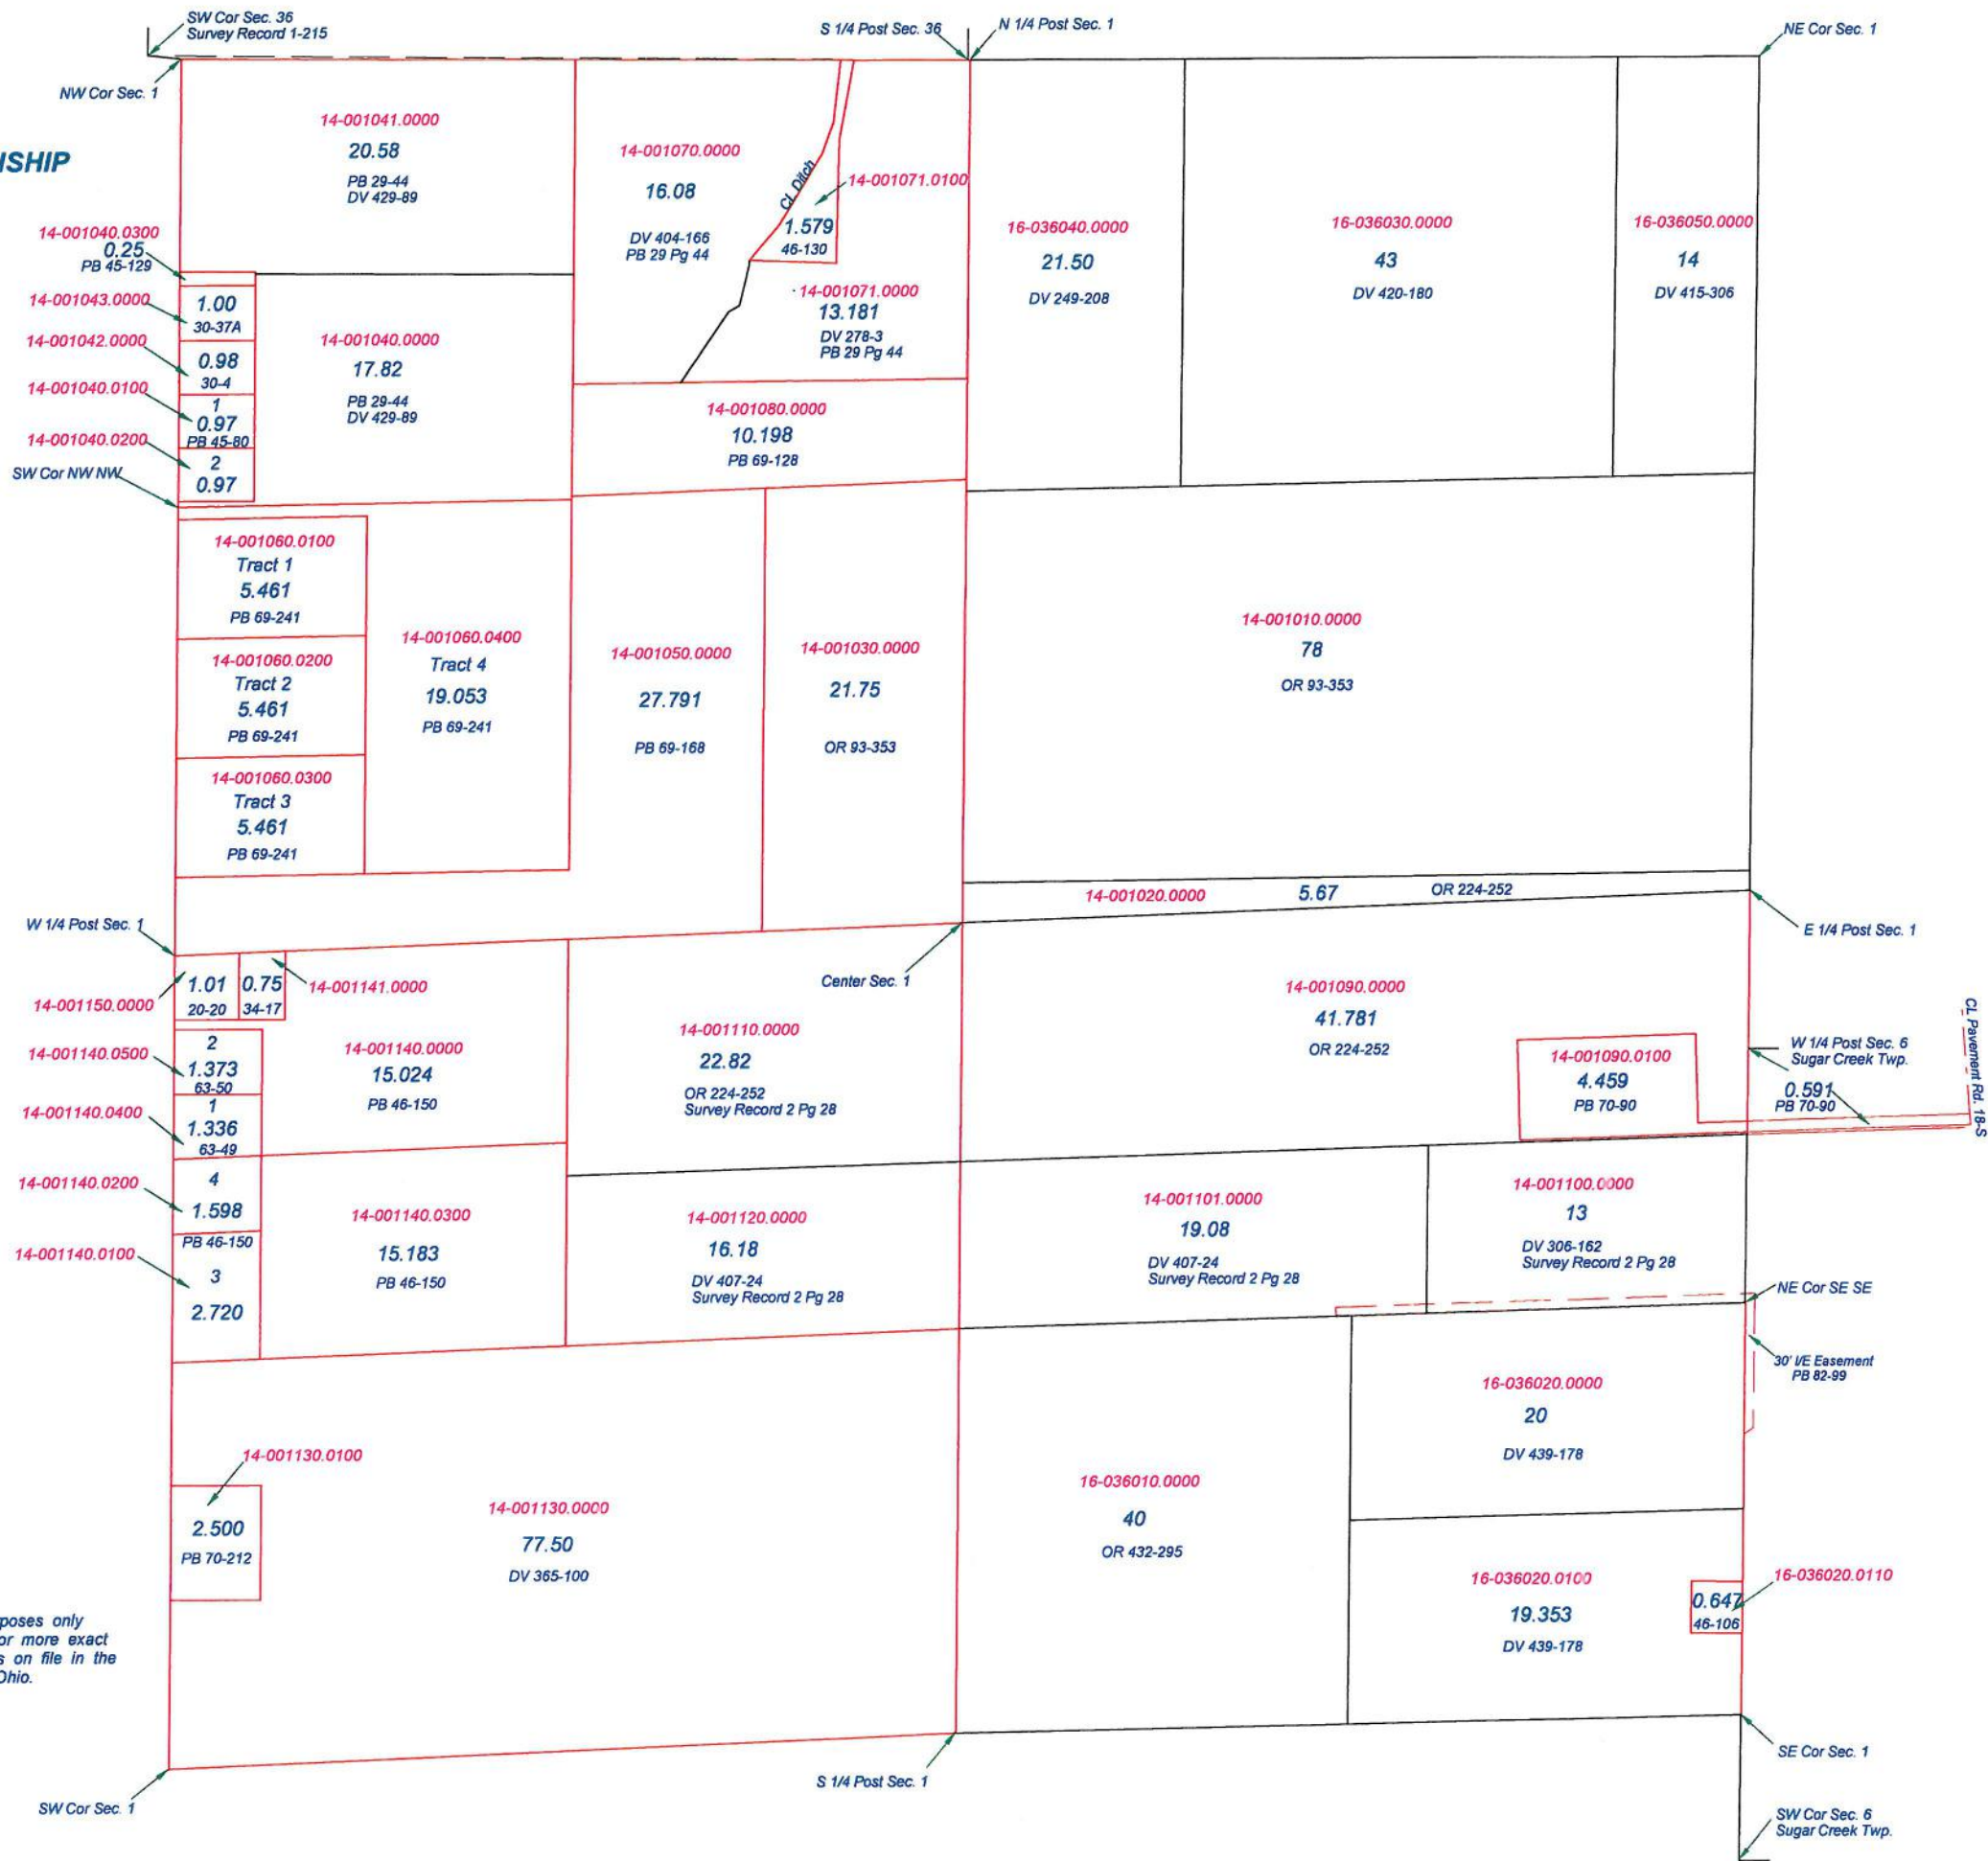 SW Cor Sec. 36
Survey Record 1-215
S 1/4 Post Sec. 36
N 1/4 Post Sec. 1
NE Cor Sec. 1
NW Cor Sec. 1
14-001041.0000
20.58
PB 29-44
DV 429-89
14-001070.0000
16.08
DV 404-166
PB 29 Pg 44
CL Ditch
14-001071.0100
1.579
46-130
14-001071.0000
13.181
DV 278-3
PB 29 Pg 44
16-036040.0000
21.50
DV 249-208
16-036030.0000
43
DV 420-180
16-036050.0000
14
DV 415-306
14-001040.0300
0.25
PB 45-129
14-001043.0000
1.00
30-37A
14-001042.0000
0.98
30-4
14-001040.0100
1
0.97
PB 45-80
14-001040.0200
2
0.97
SW Cor NW NW
14-001040.0000
17.82
PB 29-44
DV 429-89
14-001080.0000
10.198
PB 69-128
14-001060.0100
Tract 1
5.461
PB 69-241
14-001060.0200
Tract 2
5.461
PB 69-241
14-001060.0300
Tract 3
5.461
PB 69-241
14-001060.0400
Tract 4
19.053
PB 69-241
14-001050.0000
27.791
PB 69-168
14-001030.0000
21.75
OR 93-353
14-001010.0000
78
OR 93-353
14-001020.0000 5.67 OR 224-252
W 1/4 Post Sec. 1
E 1/4 Post Sec. 1
Center Sec. 1
14-001150.0000
1.01
20-20
0.75
34-17
14-001141.0000
14-001140.0500
2
1.373
63-50
14-001140.0400
1
1.336
63-49
14-001140.0000
15.024
PB 46-150
14-001110.0000
22.82
OR 224-252
Survey Record 2 Pg 28
14-001090.0000
41.781
OR 224-252
14-001090.0100
4.459
PB 70-90
W 1/4 Post Sec. 6
Sugar Creek Twp.
0.591
PB 70-90
CL Pavement Rd. 18-S
14-001140.0200
4
1.598
PB 46-150
14-001140.0100
3
2.720
14-001140.0300
15.183
PB 46-150
14-001120.0000
16.18
DV 407-24
Survey Record 2 Pg 28
14-001101.0000
19.08
DV 407-24
Survey Record 2 Pg 28
14-001100.0000
13
DV 306-162
Survey Record 2 Pg 28
NE Cor SE SE
30' I/E Easement
PB 82-99
14-001130.0100
2.500
PB 70-212
14-001130.0000
77.50
DV 365-100
16-036010.0000
40
OR 432-295
16-036020.0000
20
DV 439-178
16-036020.0100
19.353
DV 439-178
16-036020.0110
0.647
46-106
poses only
or more exact
s on file in the
Ohio.
SW Cor Sec. 1
S 1/4 Post Sec. 1
SE Cor Sec. 1
SW Cor Sec. 6
Sugar Creek Twp.